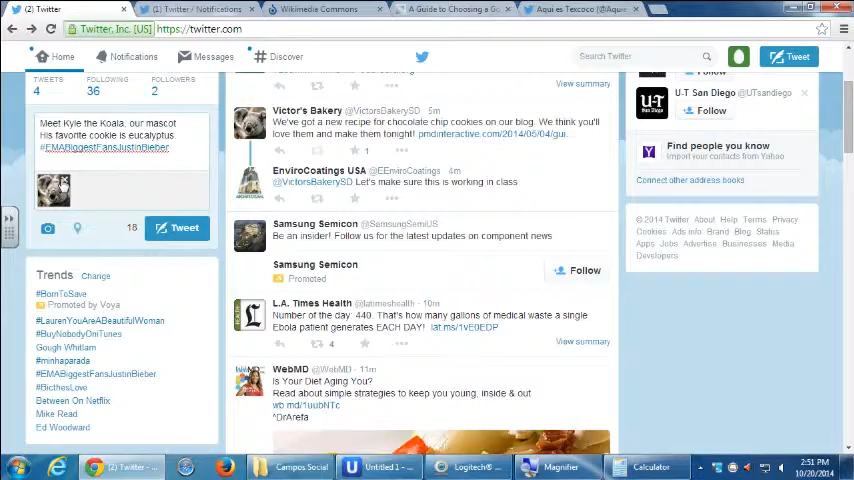 (2) Twitter
(1) Twitter / Notifications
Wikimedia Commons
A Guide to Choosing a Go
Aqui es Texcoco (@Aquie
Twitter, Inc. [US]
https://twitter.com
Home
Notifications
Messages
# Discover
Search Twitter
Tweet
TWEETS
4
FOLLOWING
36
FOLLOWERS
2
Meet Kyle the Koala, our mascot
His favorite cookie is eucalyptus.
#EMABiggestFansJustinBieber
18
Tweet
Trends Change
#BornToSave
Promoted by Voya
#LaurenYouAreABeautifulWoman
#BuyNobodyOniTunes
Gough Whitlam
#minhaparada
#EMABiggestFansJustinBieber
#BicthesLove
Between On Netflix
Mike Read
Ed Woodward
View summary
Victor's Bakery @VictorsBakerySD · 5m
We've got a new recipe for chocolate chip cookies on our blog. We think you'll
love them and make them tonight! pmdinteractive.com/2014/05/04/gui...
1
EnviroCoatings USA @EEnviroCoatings · 4m
@VictorsBakerySD Let's make sure this is working in class
Samsung Semicon @SamsungSemiUS
Be an insider! Follow us for the latest updates on component news
Samsung Semicon
Promoted
Follow
L.A. Times Health @latimeshealth · 10m
Number of the day: 440. That's how many gallons of medical waste a single
Ebola patient generates EACH DAY! lat.ms/1vE0EDP
4
View summary
WebMD @WebMD · 11m
Is Your Diet Aging You?
Read about simple strategies to keep you young, inside & out
wb.md/1uubNTc
^DrArefa
Follow
U-T
U-T San Diego @UTsandiego
Follow
Find people you know
Import your contacts from Yahoo
Connect other address books
© 2014 Twitter About Help Terms Privacy
Cookies Ads info Brand Blog Status
Apps Jobs Advertise Businesses Media
Developers
(2) Twitter - ...
Campos Social
Untitled 1 - ...
Logitech® ...
Magnifier
Calculator
2:51 PM
10/20/2014